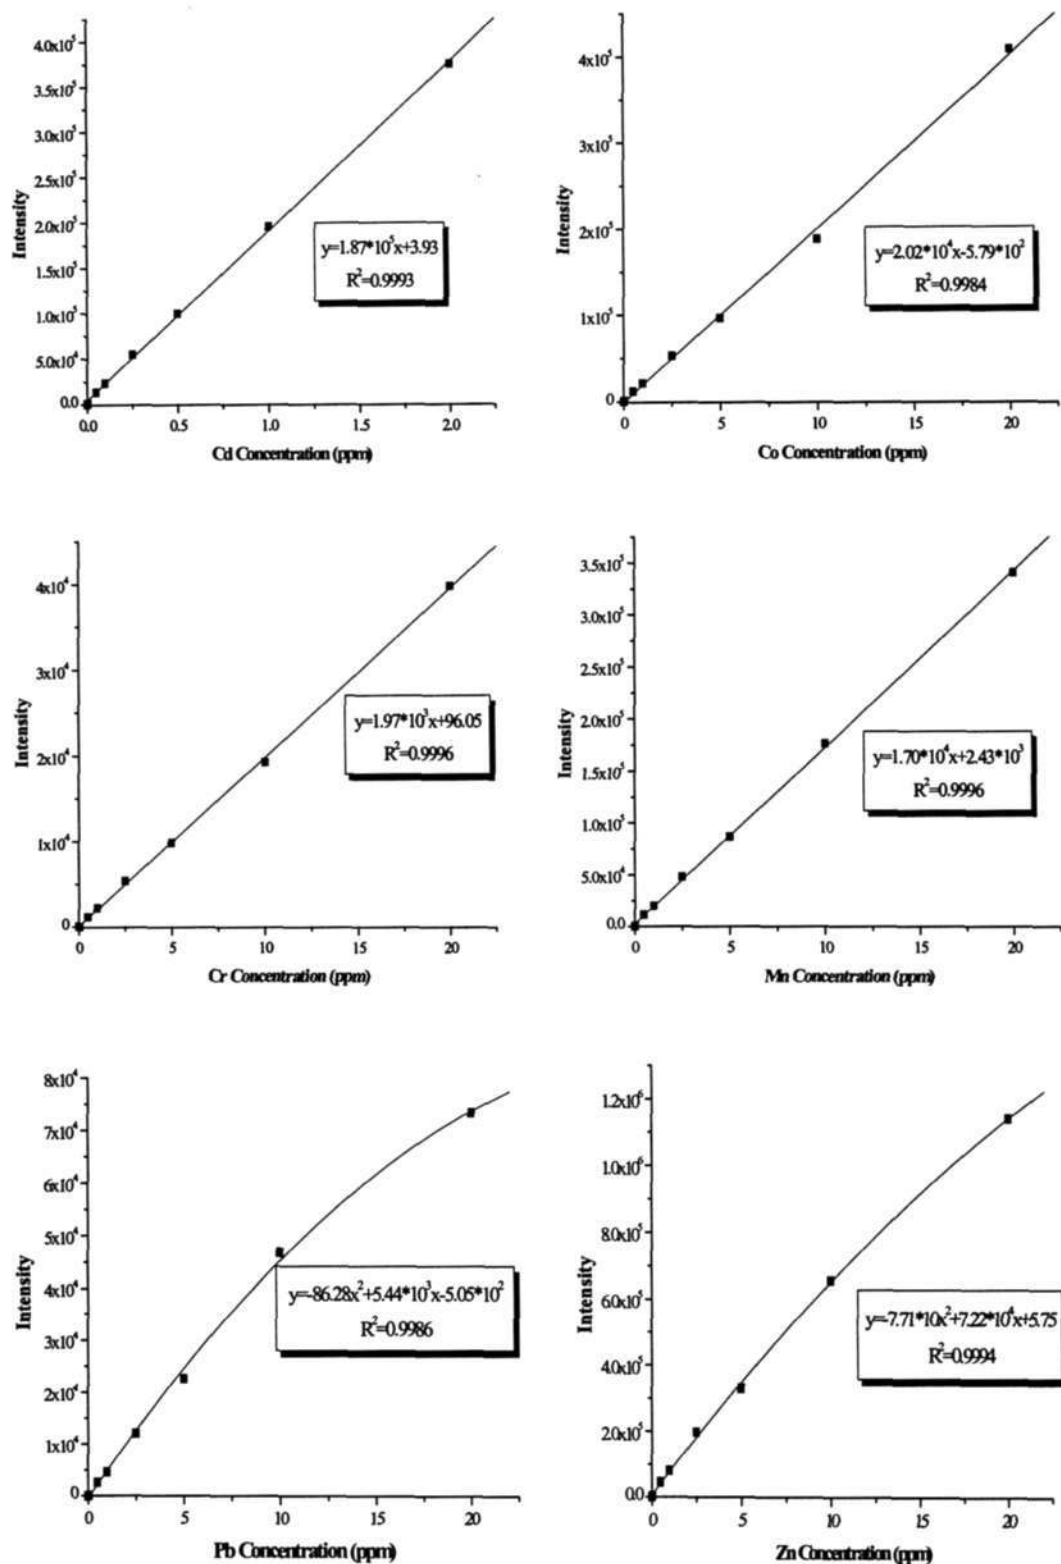 4.0x10⁵
3.5x10⁵
3.0x10⁵
2.5x10⁵
2.0x10⁵
1.5x10⁵
1.0x10⁵
5.0x10⁴
0.0
Intensity
y=1.87*10⁵x+3.93
R²=0.9993
0.0 0.5 1.0 2.0
Cd Concentration (ppm)
4x10⁵
3x10⁵
2x10⁵
1x10⁵
0
Intensity
y=2.02*10⁴x-5.79*10²
R²=0.9984
0 5 10 20
Co Concentration (ppm)
4x10⁴
3x10⁴
2x10⁴
1x10⁴
0
Intensity
y=1.97*10³x+96.05
R²=0.9996
0 5 10 15 20
Cr Concentration (ppm)
3.5x10⁵
3.0x10⁵
2.5x10⁵
2.0x10⁵
1.5x10⁵
1.0x10⁵
5.0x10⁴
0.0
Intensity
y=1.70*10⁴x+2.43*10³
R²=0.9996
0 5 10 15 20
Mn Concentration (ppm)
8x10⁴
7x10⁴
6x10⁴
5x10⁴
4x10⁴
3x10⁴
2x10⁴
1x10⁴
0
Intensity
y=-86.28x²+5.44*10³x-5.05*10²
R²=0.9986
0 5 10 15 20
Pb Concentration (ppm)
1.2x10⁶
1.0x10⁶
8.0x10⁵
6.0x10⁵
4.0x10⁵
2.0x10⁵
0.0
Intensity
y=-7.71*10x²+7.22*10⁴x+5.75
R²=0.9994
0 5 10 15 20
Zn Concentration (ppm)